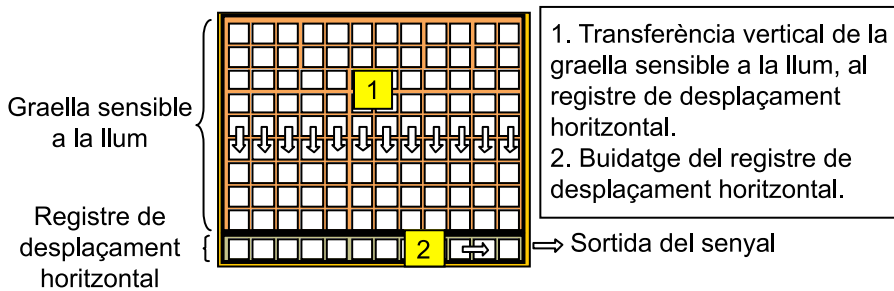 Graella sensible
a la llum
Registre de
desplaçament
horitzontal
1
2
Sortida del senyal
1. Transferència vertical de la
graella sensible a la llum, al
registre de desplaçament
horitzontal.
2. Buidatge del registre de
desplaçament horitzontal.